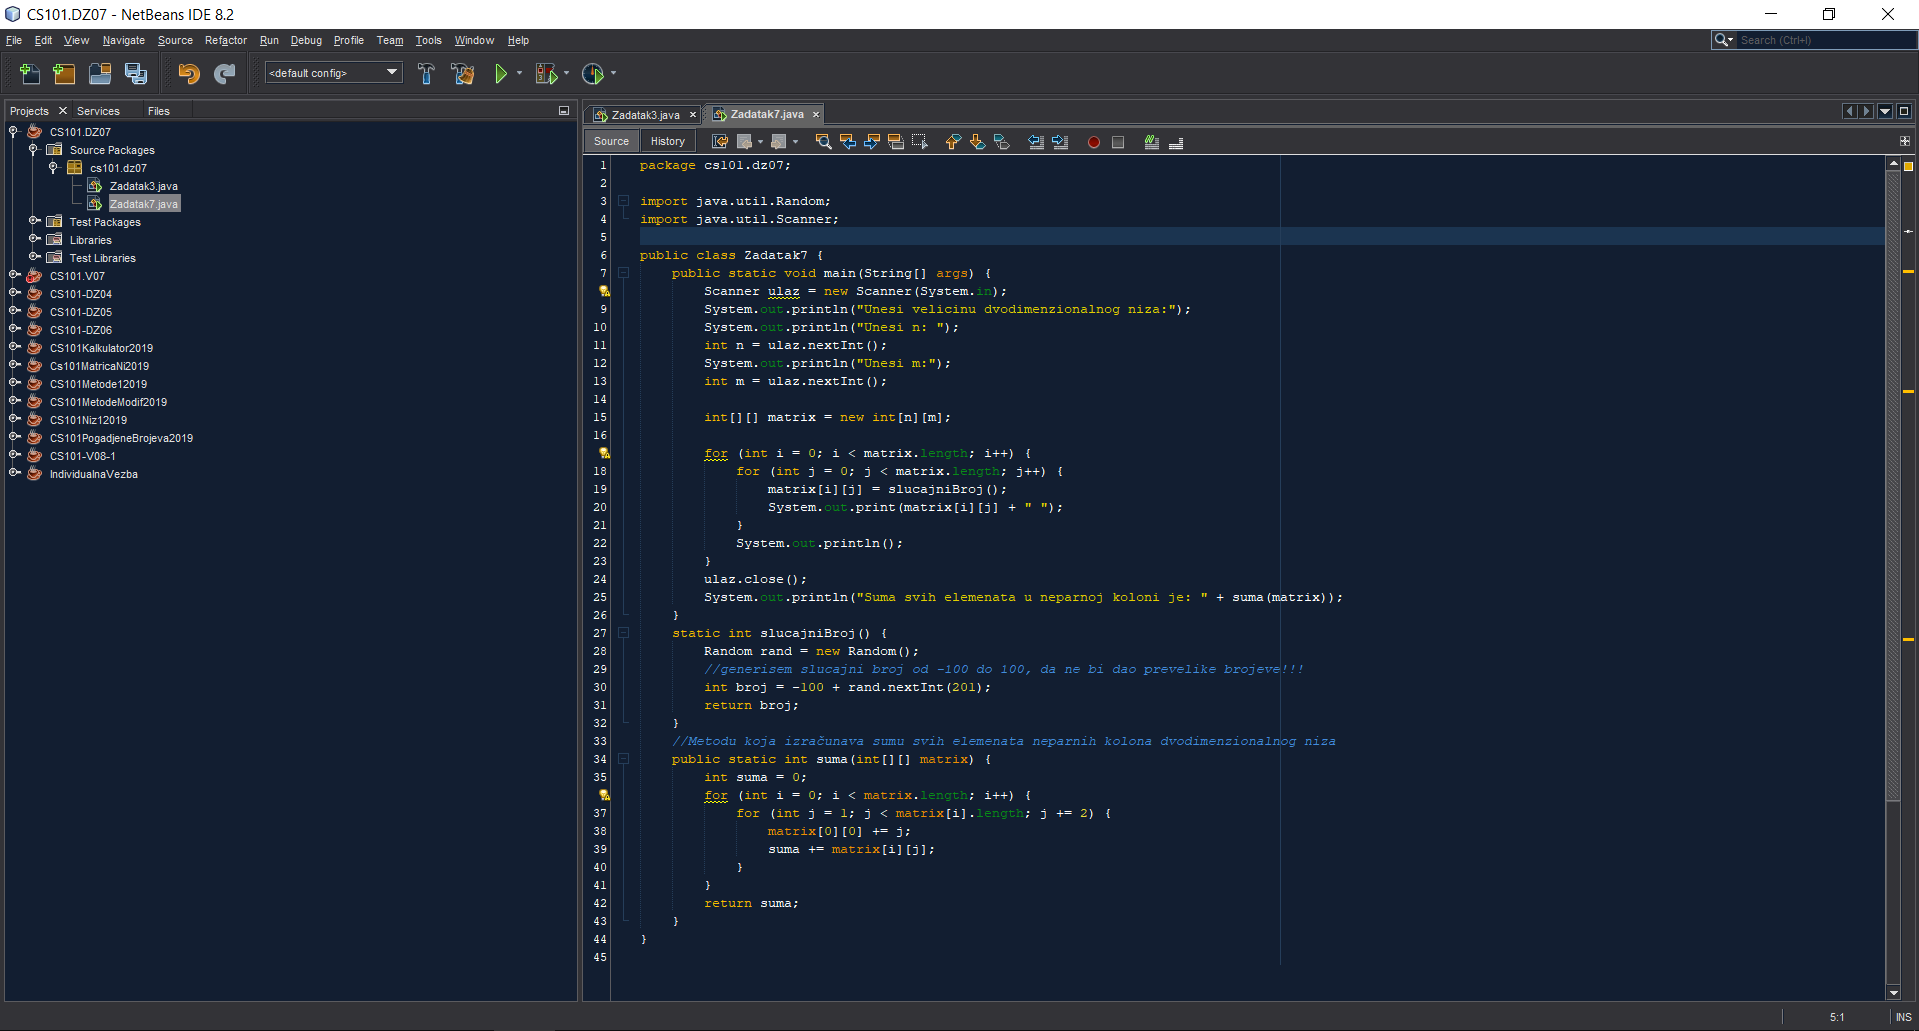 CS101.DZ07 - NetBeans IDE 8.2
File Edit View Navigate Source Refactor Run Debug Profile Team Tools Window Help
Search (Ctrl+I)
<default config>
Projects Services Files
CS101.DZ07
Source Packages
cs101.dz07
Zadatak3.java
Zadatak7.java
Test Packages
Libraries
Test Libraries
CS101.V07
CS101-DZ04
CS101-DZ05
CS101-DZ06
CS101Kalkulator2019
Cs101MatricaNi2019
CS101Metode12019
CS101MetodeModif2019
CS101Niz12019
CS101PogadjeneBrojeva2019
CS101-V08-1
IndividualnaVezba
Zadatak3.java Zadatak7.java
Source History
1 package cs101.dz07;
2
3 import java.util.Random;
4 import java.util.Scanner;
5
6 public class Zadatak7 {
7 public static void main(String[] args) {
Scanner ulaz = new Scanner(System.in);
9 System.out.println("Unesi velicinu dvodimenzionalnog niza:");
10 System.out.println("Unesi n: ");
11 int n = ulaz.nextInt();
12 System.out.println("Unesi m:");
13 int m = ulaz.nextInt();
14
15 int[][] matrix = new int[n][m];
16
for (int i = 0; i < matrix.length; i++) {
18 for (int j = 0; j < matrix.length; j++) {
19 matrix[i][j] = slucajniBroj();
20 System.out.print(matrix[i][j] + " ");
21 }
22 System.out.println();
23 }
24 ulaz.close();
25 System.out.println("Suma svih elemenata u neparnoj koloni je: " + suma(matrix));
26 }
27 static int slucajniBroj() {
28 Random rand = new Random();
29 //generisem slucajni broj od -100 do 100, da ne bi dao prevelike brojeve!!!
30 int broj = -100 + rand.nextInt(201);
31 return broj;
32 }
33 //Metodu koja izračunava sumu svih elemenata neparnih kolona dvodimenzionalnog niza
34 public static int suma(int[][] matrix) {
35 int suma = 0;
for (int i = 0; i < matrix.length; i++) {
37 for (int j = 1; j < matrix[i].length; j += 2) {
38 matrix[0][0] += j;
39 suma += matrix[i][j];
40 }
41 }
42 return suma;
43 }
44 }
45
5:1 INS